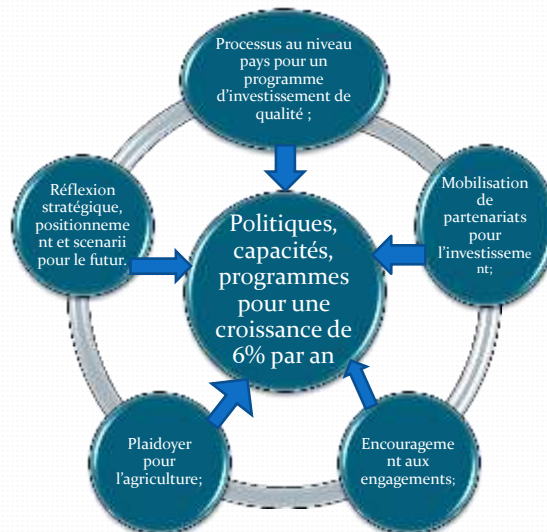 Processus au niveau
pays pour un
programme
d'investissement de
qualité ;
Mobilisation
de
partenariats
pour
l'investisseme
nt;
Encourageme
nt aux
engagements;
Plaidoyer
pour
l'agriculture;
Réflexion
stratégique,
positionneme
nt et scenarii
pour le futur.
Politiques,
capacités,
programmes
pour une
croissance de
6% par an